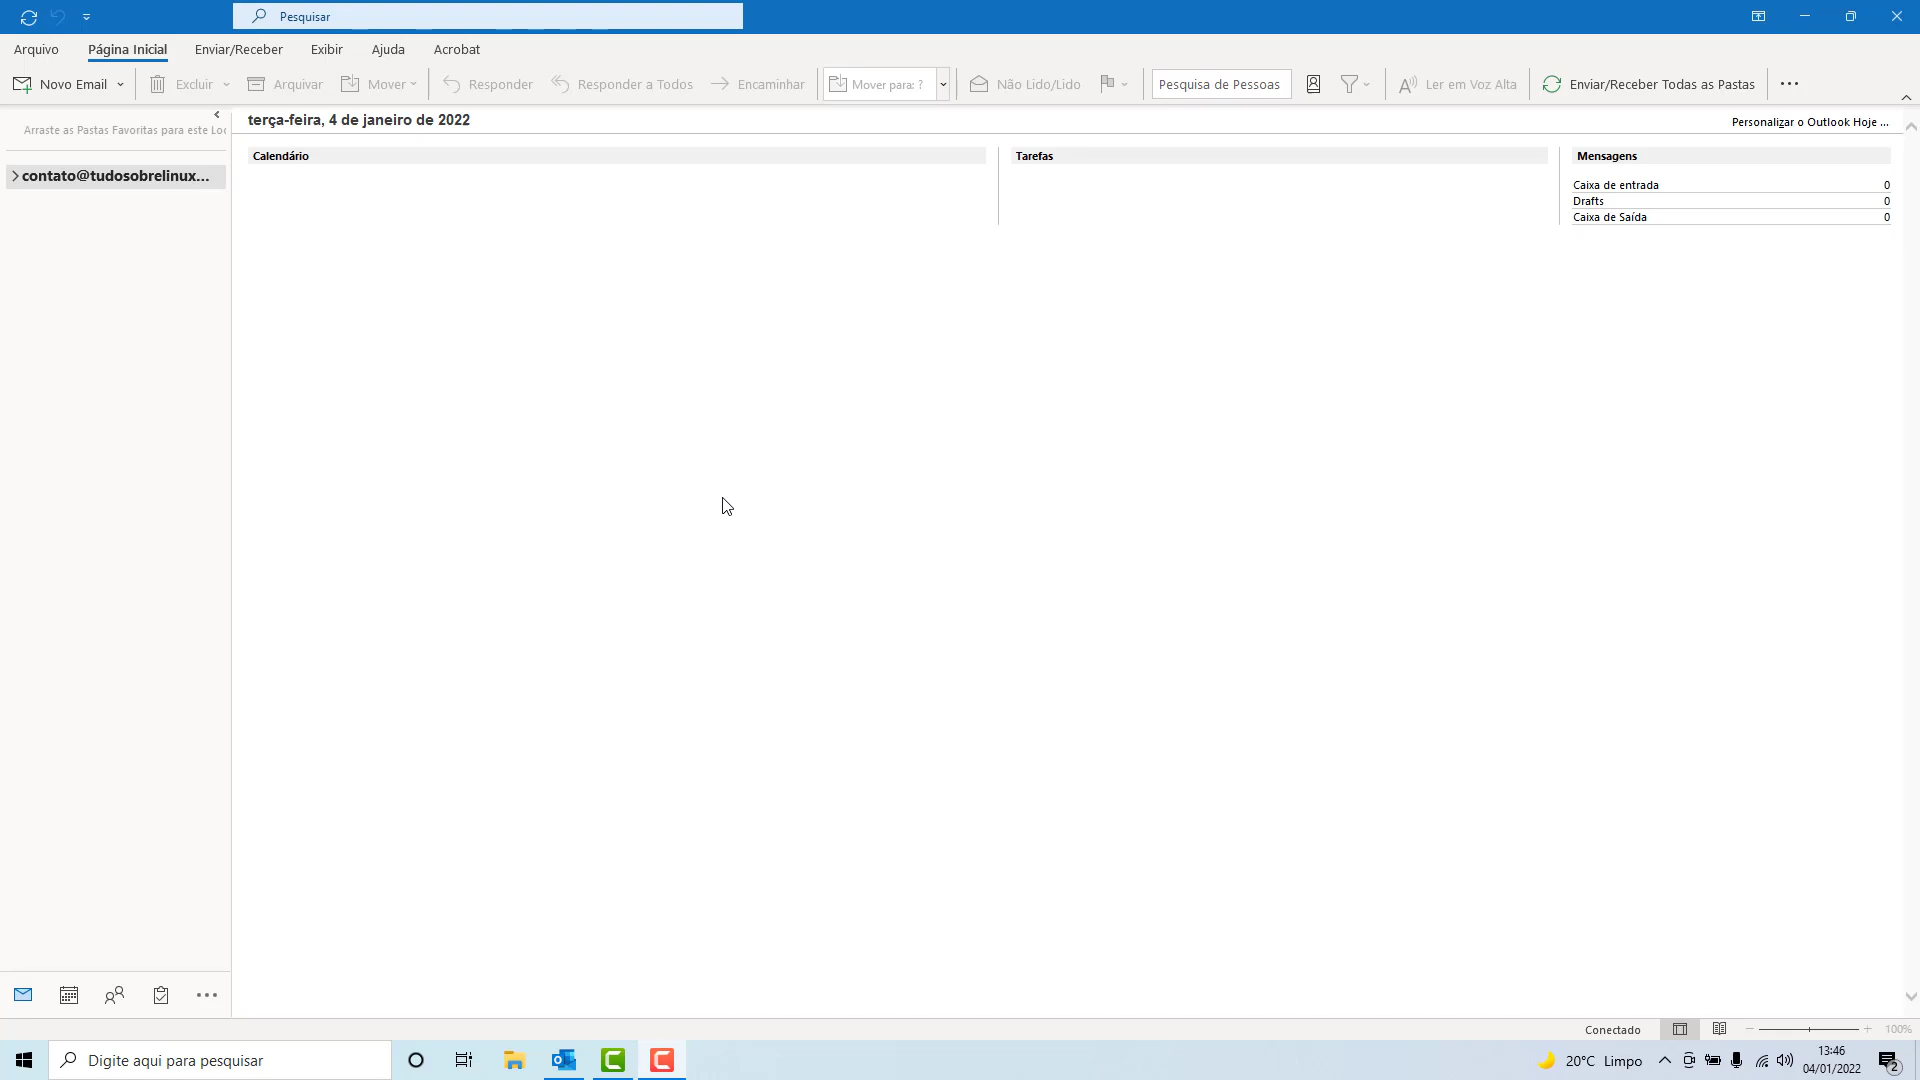 Pesquisar
Arquivo Página Inicial Enviar/Receber Exibir Ajuda Acrobat
Novo Email Excluir Arquivar Mover Responder Responder a Todos Encaminhar Mover para: ? Não Lido/Lido Pesquisa de Pessoas Ler em Voz Alta Enviar/Receber Todas as Pastas
Arraste as Pastas Favoritas para este Loc
terça-feira, 4 de janeiro de 2022
Personalizar o Outlook Hoje ...
contato@tudosobrelinux...
Calendário Tarefas Mensagens
Caixa de entrada 0
Drafts 0
Caixa de Saída 0
Conectado 100%
Digite aqui para pesquisar
20°C Limpo
13:46
04/01/2022
2